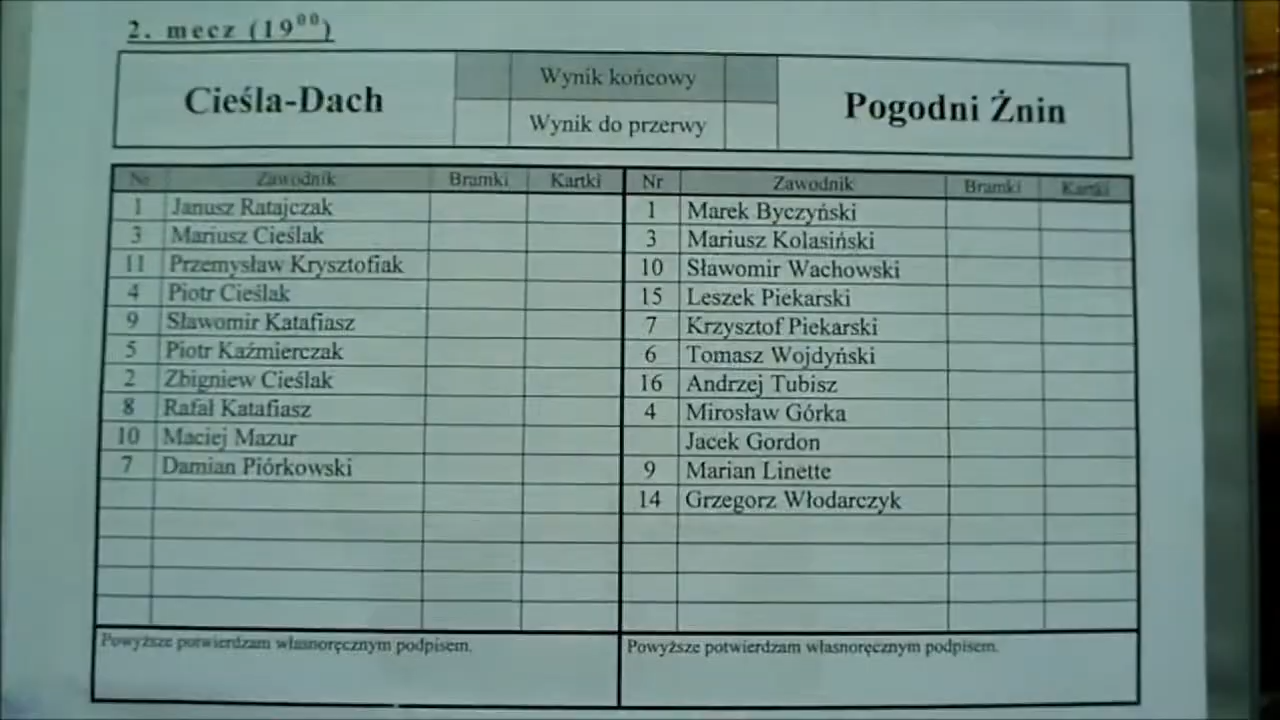 2. mecz (19⁰⁰)
Cieśla-Dach
Wynik końcowy
Wynik do przerwy
Pogodni Żnin
Nr Zawodnik Bramki Kartki Nr Zawodnik Bramki Kartki
1 Janusz Ratajczak 1 Marek Byczyński
3 Mariusz Cieślak 3 Mariusz Kolasiński
11 Przemysław Krysztofiak 10 Sławomir Wachowski
4 Piotr Cieślak 15 Leszek Piekarski
9 Sławomir Katafiasz 7 Krzysztof Piekarski
5 Piotr Kaźmierczak 6 Tomasz Wojdyński
2 Zbigniew Cieślak 16 Andrzej Tubisz
8 Rafał Katafiasz 4 Mirosław Górka
10 Maciej Mazur Jacek Gordon
7 Damian Piórkowski 9 Marian Linette
14 Grzegorz Włodarczyk
Powyższe potwierdzam własnoręcznym podpisem. Powyższe potwierdzam własnoręcznym podpisem.